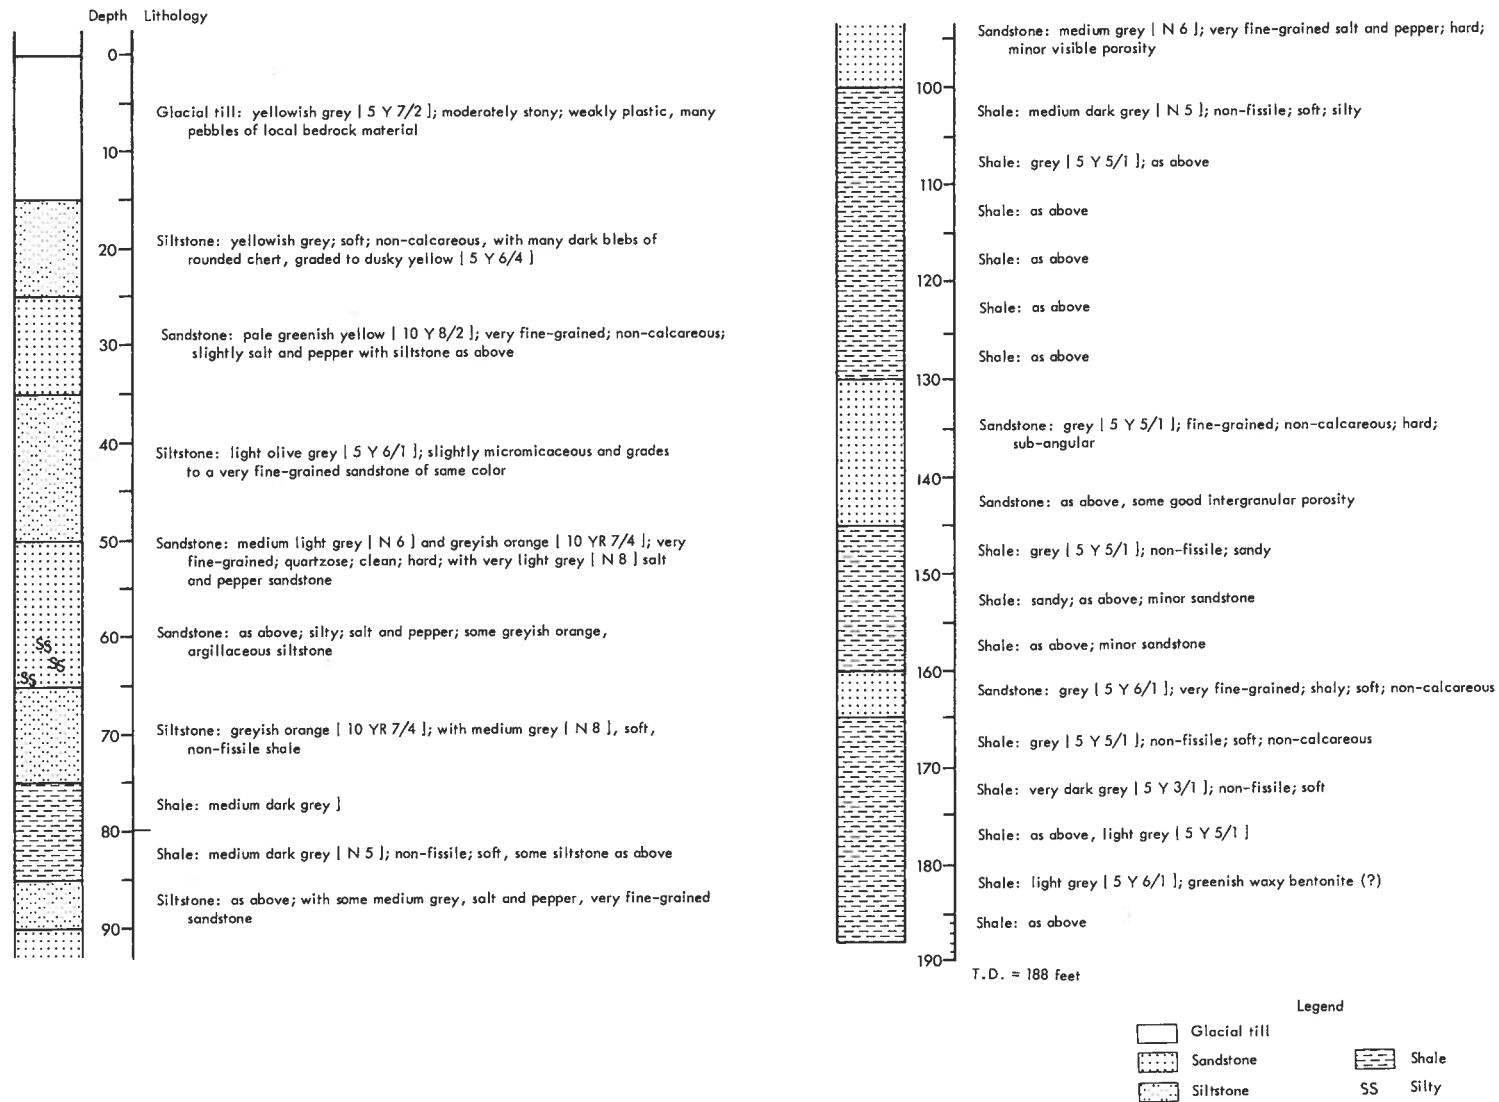 Depth Lithology
0
Glacial till: yellowish grey [ 5 Y 7/2 ]; moderately stony; weakly plastic, many
pebbles of local bedrock material
10
Siltstone: yellowish grey; soft; non-calcareous, with many dark blebs of
20
rounded chert, graded to dusky yellow [ 5 Y 6/4 ]
Sandstone: pale greenish yellow [ 10 Y 8/2 ]; very fine-grained; non-calcareous;
30
slightly salt and pepper with siltstone as above
40
Siltstone: light olive grey [ 5 Y 6/1 ]; slightly micromicaceous and grades
to a very fine-grained sandstone of same color
50
Sandstone: medium light grey [ N 6 ] and greyish orange [ 10 YR 7/4 ]; very
fine-grained; quartzose; clean; hard; with very light grey [ N 8 ] salt
and pepper sandstone
60
Sandstone: as above; silty; salt and pepper; some greyish orange,
argillaceous siltstone
SS
SS
SS
70
Siltstone: greyish orange [ 10 YR 7/4 ]; with medium grey [ N 8 ], soft,
non-fissile shale
Shale: medium dark grey ]
80
Shale: medium dark grey [ N 5 ]; non-fissile; soft, some siltstone as above
Siltstone: as above; with some medium grey, salt and pepper, very fine-grained
sandstone
90
Sandstone: medium grey [ N 6 ]; very fine-grained salt and pepper; hard;
minor visible porosity
100
Shale: medium dark grey [ N 5 ]; non-fissile; soft; silty
Shale: grey [ 5 Y 5/1 ]; as above
110
Shale: as above
Shale: as above
120
Shale: as above
Shale: as above
130
Sandstone: grey [ 5 Y 5/1 ]; fine-grained; non-calcareous; hard;
sub-angular
140
Sandstone: as above, some good intergranular porosity
Shale: grey [ 5 Y 5/1 ]; non-fissile; sandy
150
Shale: sandy; as above; minor sandstone
Shale: as above; minor sandstone
160
Sandstone: grey [ 5 Y 6/1 ]; very fine-grained; shaly; soft; non-calcareous
Shale: grey [ 5 Y 5/1 ]; non-fissile; soft; non-calcareous
170
Shale: very dark grey [ 5 Y 3/1 ]; non-fissile; soft
Shale: as above, light grey [ 5 Y 5/1 ]
180
Shale: light grey [ 5 Y 6/1 ]; greenish waxy bentonite (?)
Shale: as above
190
T.D. = 188 feet
Legend
Glacial till
Sandstone
Shale
Siltstone
SS Silty